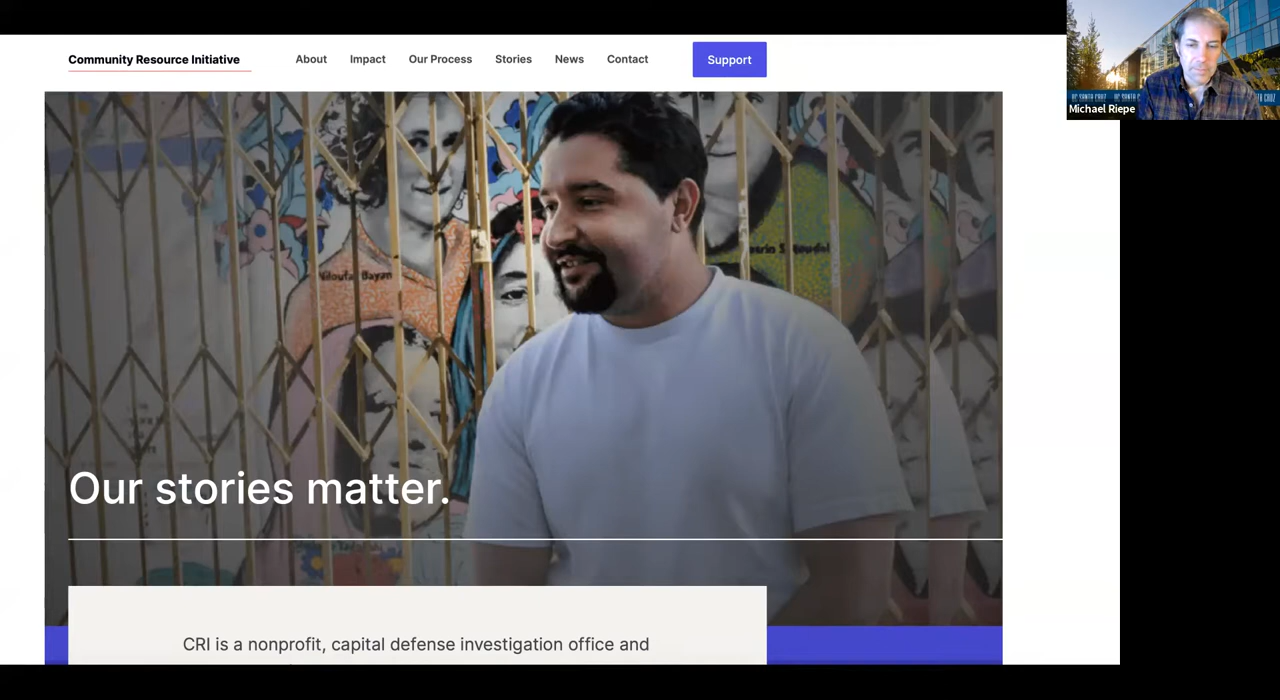 Community Resource Initiative
About
Impact
Our Process
Stories
News
Contact
Support
Michael Riepe
Our stories matter.
CRI is a nonprofit, capital defense investigation office and